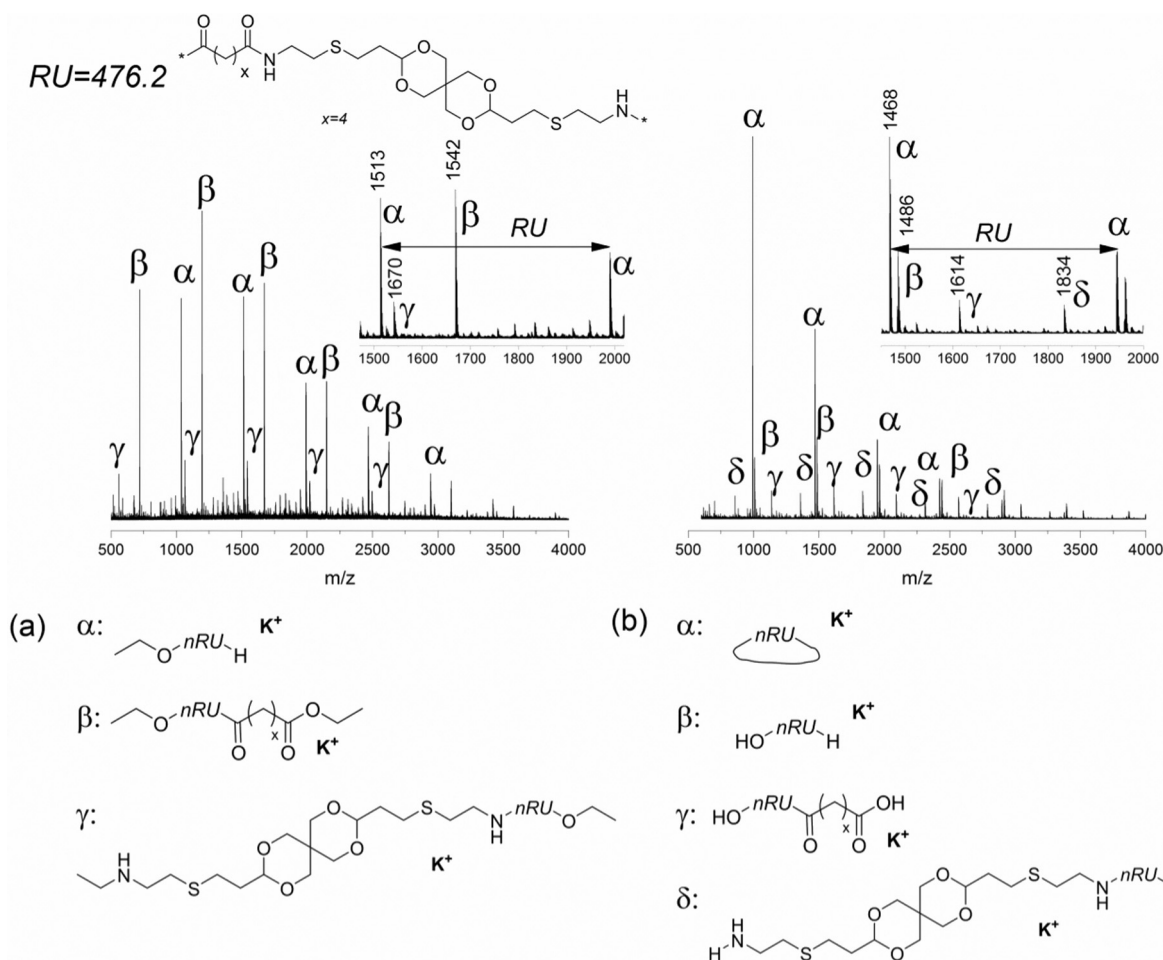 RU=476.2
O
O
O
O
O
O
S
S
N
H
H
N
*
*
x
x=4
1513
1542
1670
α
β
γ
RU
α
1500 1600 1700 1800 1900 2000
β
α
β
α
β
α
β
α
β
α
γ
γ
γ
γ
γ
500 1000 1500 2000 2500 3000 3500 4000
m/z
1468
α
1486
β
1614
γ
1834
δ
RU
α
1500 1600 1700 1800 1900 2000
α
α
β
β
α
α
β
δ
γ
δ
γ
δ
γ
δ
γ
δ
500 1000 1500 2000 2500 3000 3500 4000
m/z
(a)
α:
O nRU H
K+
β:
O nRU
O
x
O
O
K+
γ:
N
H
S
O
O
O
O
S
N
H
nRU
O
K+
(b)
α:
nRU
K+
β:
HO nRU H
K+
γ:
HO nRU
O
x
O
OH
K+
δ:
H
N
H
S
O
O
O
O
S
N
H
nRU
K+